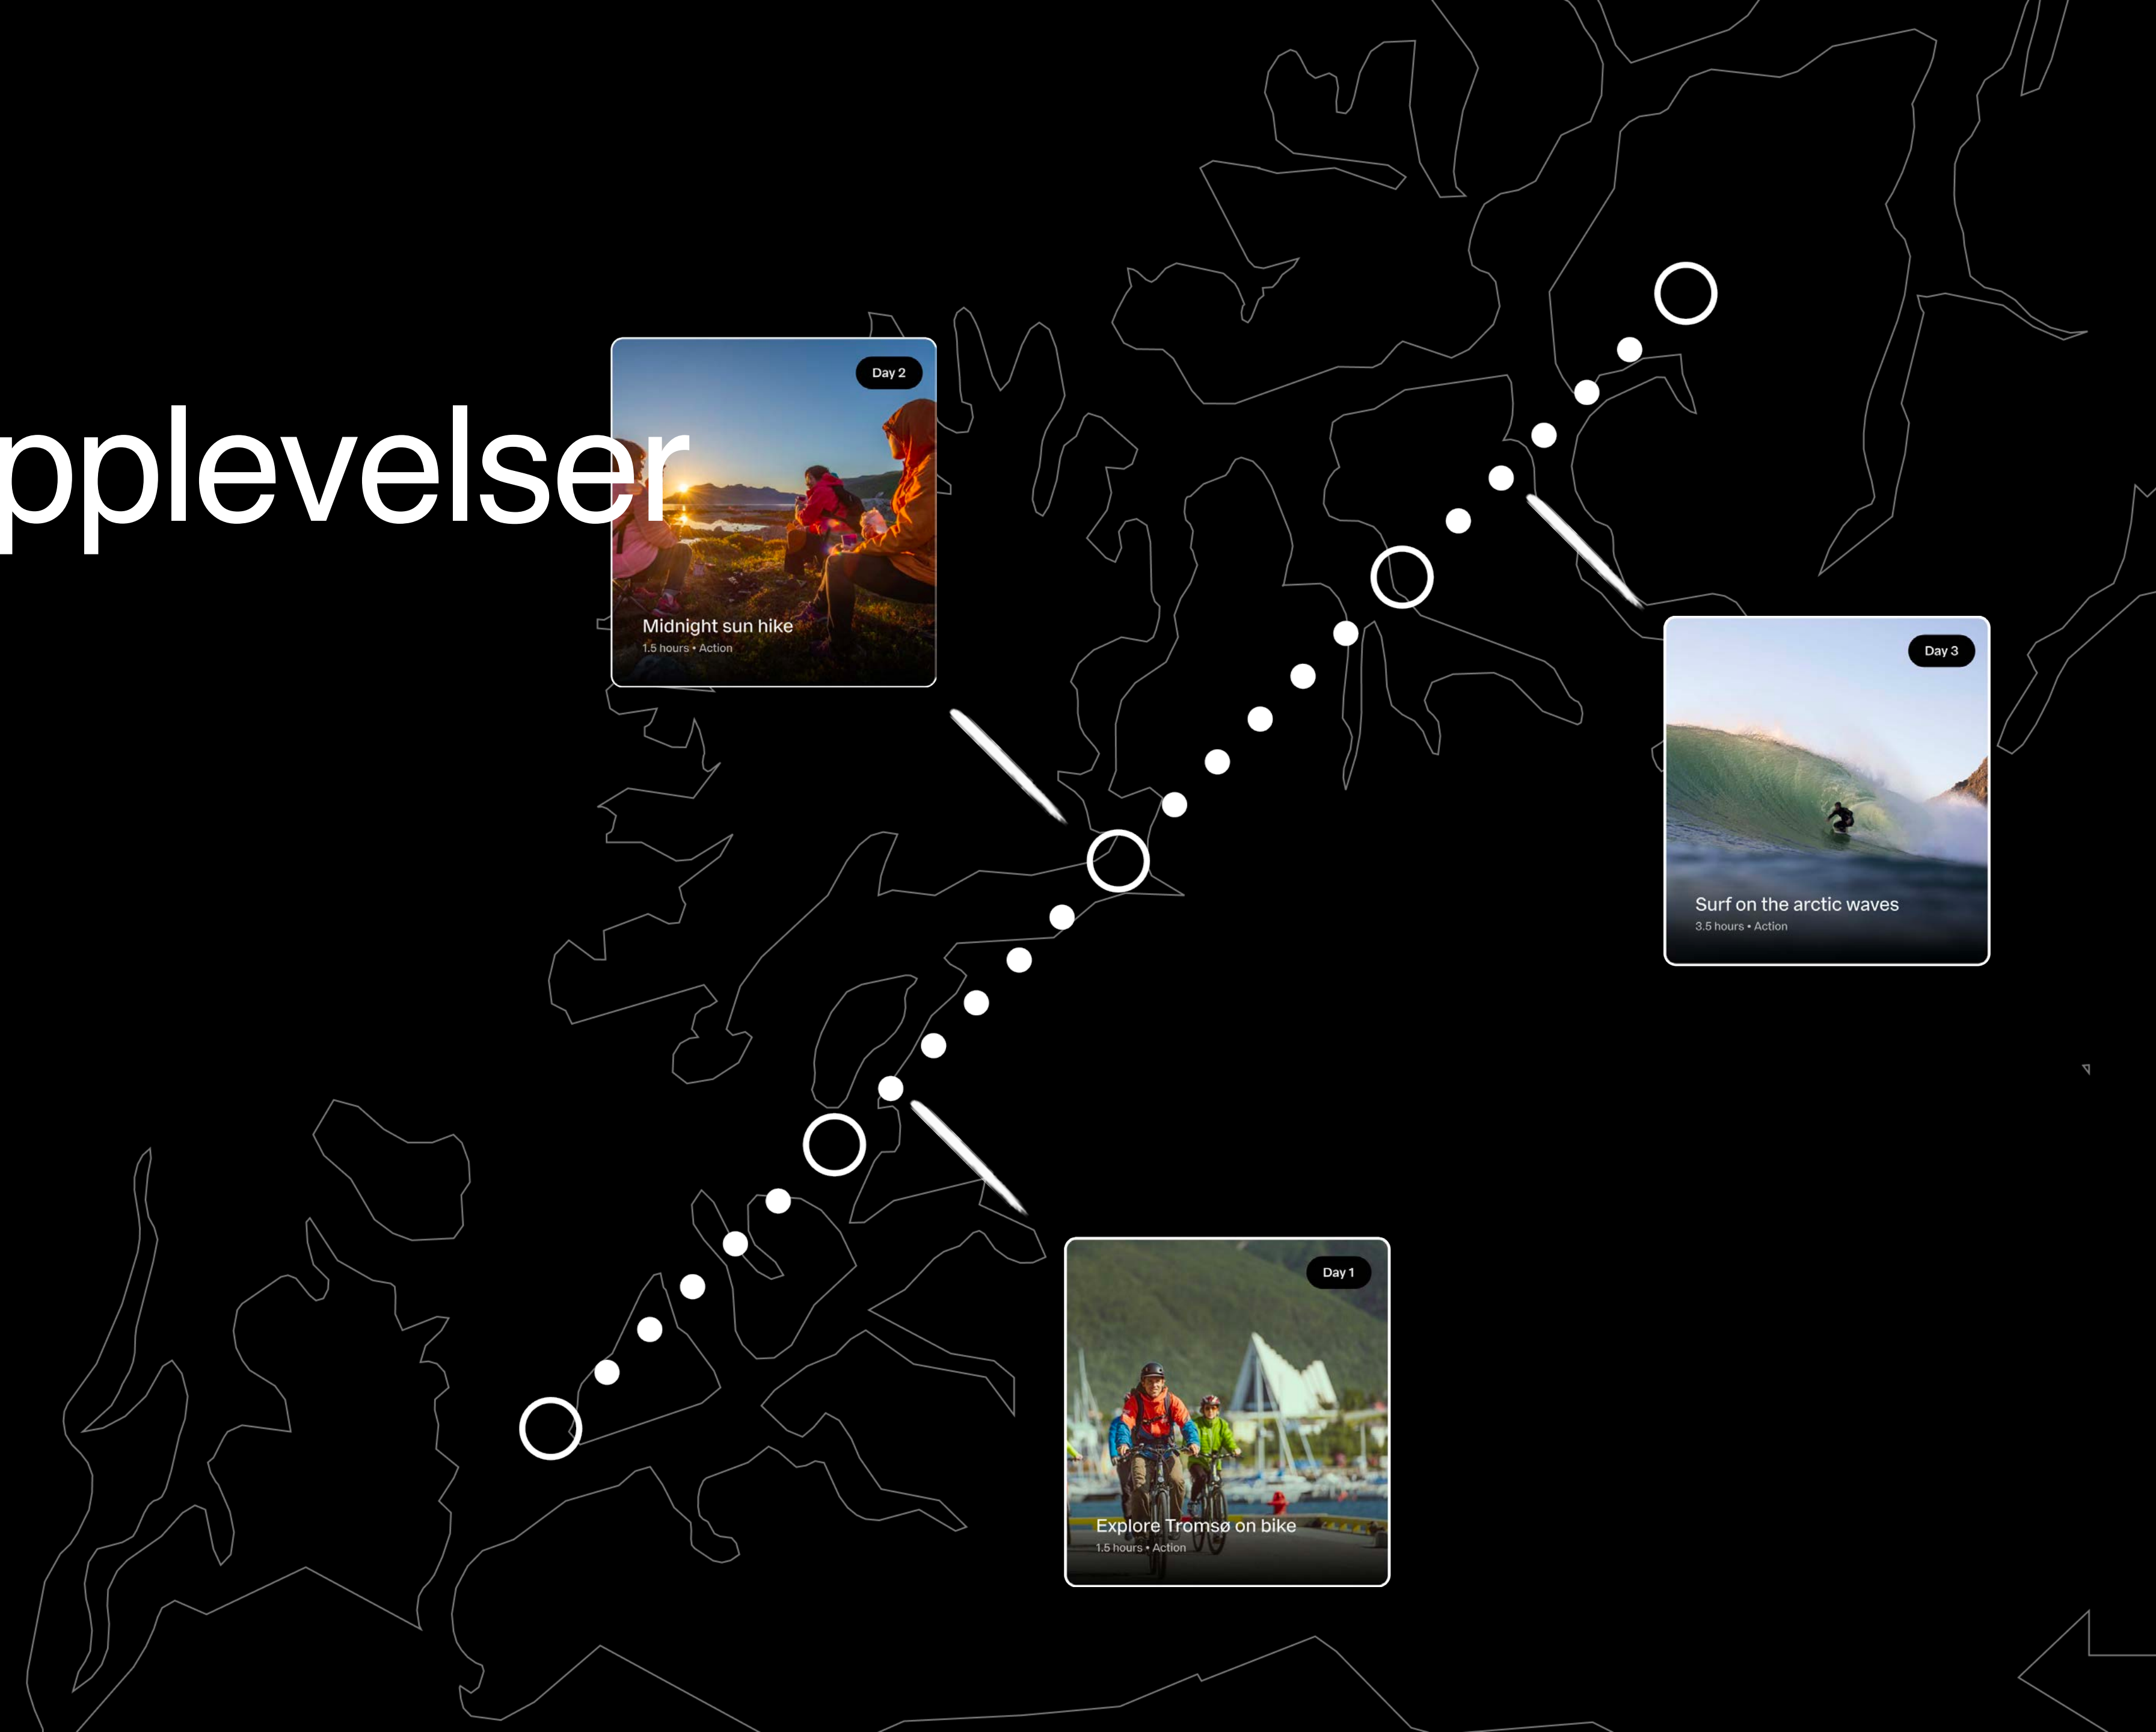 pplevelser
Day 2
Midnight sun hike
1.5 hours • Action
Day 3
Surf on the arctic waves
3.5 hours • Action
Day 1
Explore Tromsø on bike
1.5 hours • Action